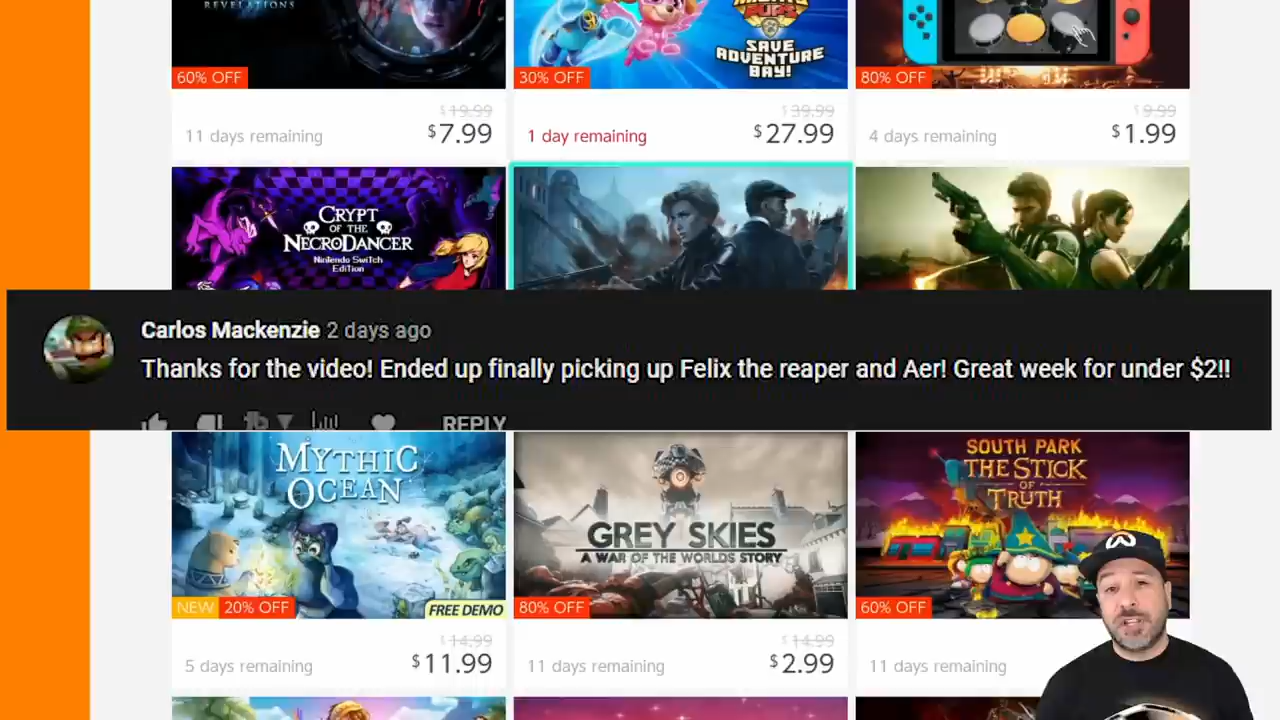 REVELATIONS
60% OFF
MIGHTY
PUPS
SAVE
ADVENTURE
BAY!
30% OFF
80% OFF
$19.99
11 days remaining
$7.99
$39.99
1 day remaining
$27.99
$9.99
4 days remaining
$1.99
CRYPT
OF THE
NECRODANCER
Nintendo Switch
Edition
Carlos Mackenzie 2 days ago
Thanks for the video! Ended up finally picking up Felix the reaper and Aer! Great week for under $2!!
REPLY
MYTHIC
OCEAN
NEW 20% OFF
FREE DEMO
GREY SKIES
A WAR OF THE WORLDS STORY
80% OFF
SOUTH PARK
THE STICK
OF
TRUTH
60% OFF
$14.99
5 days remaining
$11.99
$14.99
11 days remaining
$2.99
11 days remaining